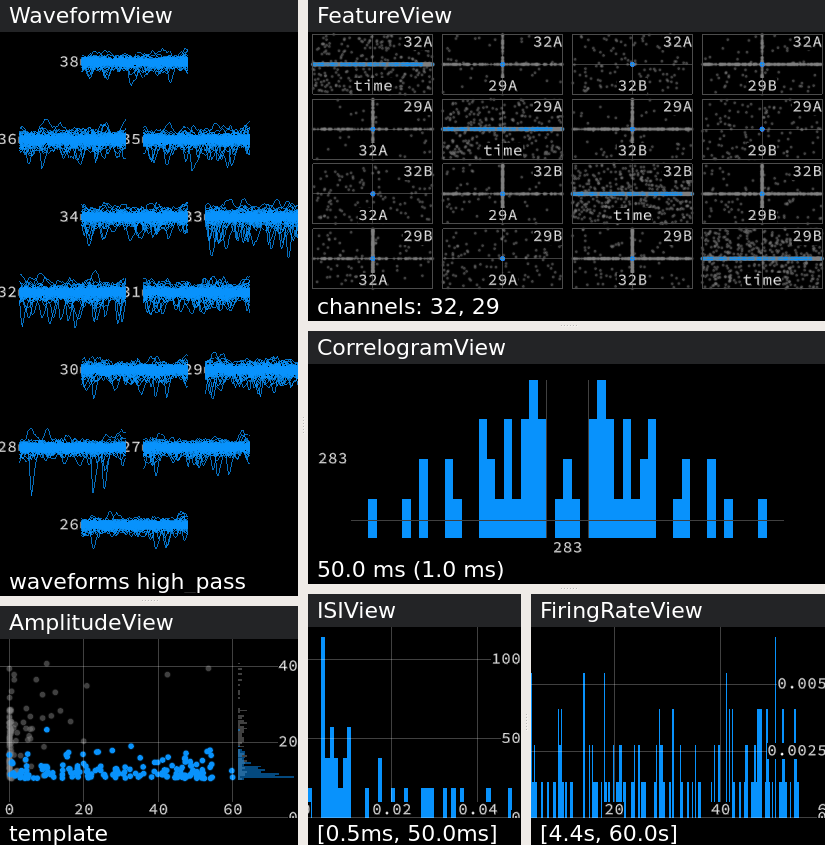 WaveformView
38
36 35
34 33
32 31
30 29
28 27
26
waveforms high_pass
AmplitudeView
40
20
0
0 20 40 60
template
FeatureView
32A 32A 32A 32A
time 29A 32B 29B
29A 29A 29A 29A
32A time 32B 29B
32B 32B 32B 32B
32A 29A time 29B
29B 29B 29B 29B
32A 29A 32B time
channels: 32, 29
CorrelogramView
283
283
50.0 ms (1.0 ms)
ISIView
100
50
0
0.02 0.04
[0.5ms, 50.0ms]
FiringRateView
0.005
0.0025
20 40 6
[4.4s, 60.0s]